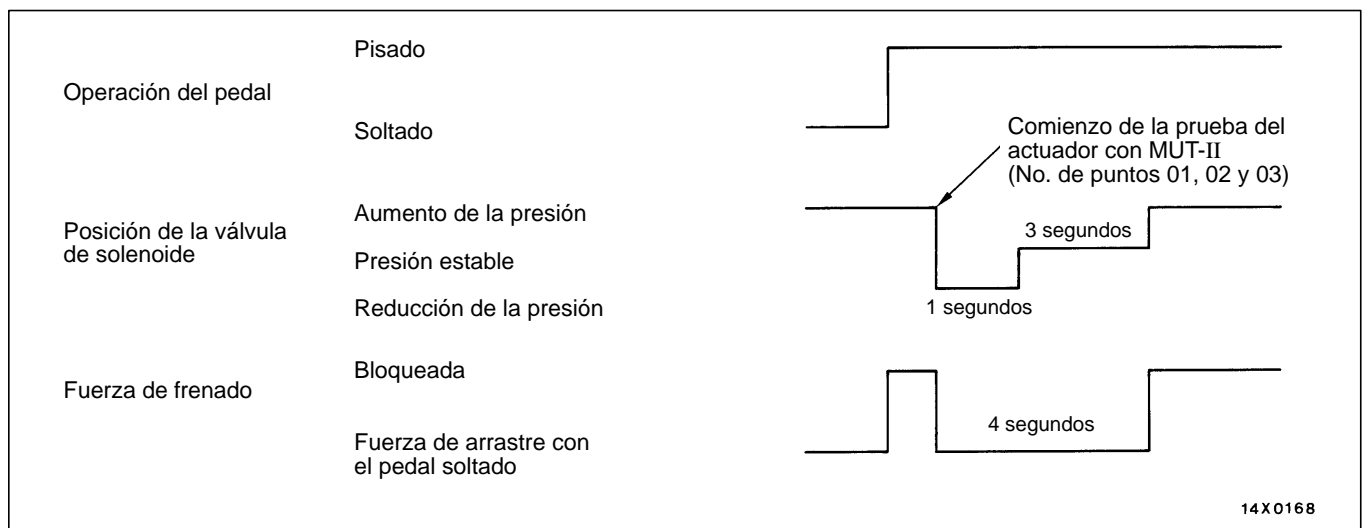 Pisado
Operación del pedal
Soltado
Comienzo de la prueba del
actuador con MUT-II
(No. de puntos 01, 02 y 03)
Aumento de la presión
Posición de la válvula
de solenoide
3 segundos
Presión estable
Reducción de la presión
1 segundos
Bloqueada
Fuerza de frenado
4 segundos
Fuerza de arrastre con
el pedal soltado
14X0168